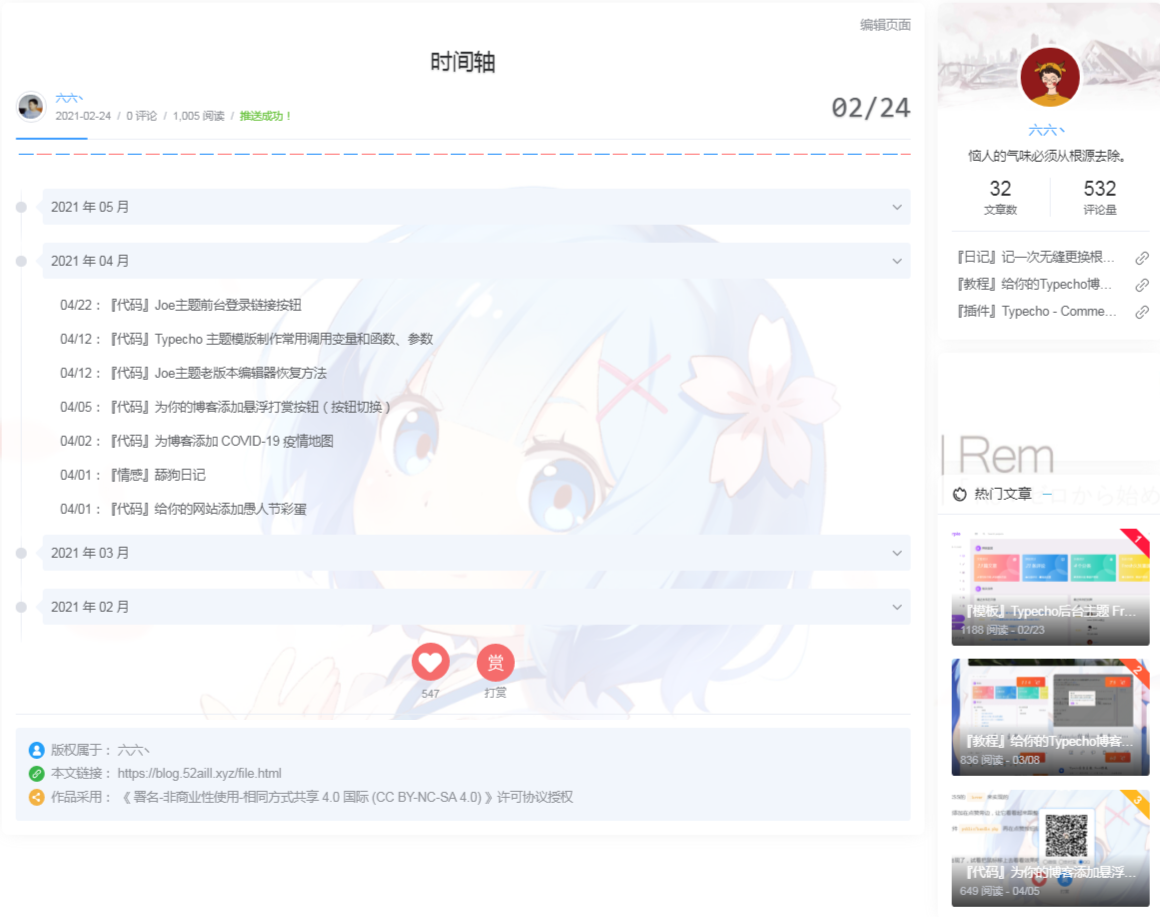 编辑页面
时间轴
六六丶
2021-02-24 / 0 评论 / 1,005 阅读 / 推送成功！
02/24
2021 年 05 月
2021 年 04 月
04/22：『代码』Joe主题前台登录链接按钮
04/12：『代码』Typecho 主题模版制作常用调用变量和函数、参数
04/12：『代码』Joe主题老版本编辑器恢复方法
04/05：『代码』为你的博客添加悬浮打赏按钮（按钮切换）
04/02：『代码』为博客添加 COVID-19 疫情地图
04/01：『情感』舔狗日记
04/01：『代码』给你的网站添加愚人节彩蛋
2021 年 03 月
2021 年 02 月
赏
547
打赏
版权属于：六六丶
本文链接：https://blog.52aill.xyz/file.html
作品采用：《署名-非商业性使用-相同方式共享 4.0 国际 (CC BY-NC-SA 4.0)》许可协议授权
六六丶
恼人的气味必须从根源去除。
32
文章数
532
评论量
『日记』记一次无缝更换根...
『教程』给你的Typecho博...
『插件』Typecho - Comme...
Rem
热门文章
から始め
1
『模板』Typecho后台主题 Fr...
1188 阅读 - 02/23
2
『教程』给你的Typecho博客...
836 阅读 - 03/08
3
『代码』为你的博客添加悬浮...
649 阅读 - 04/05